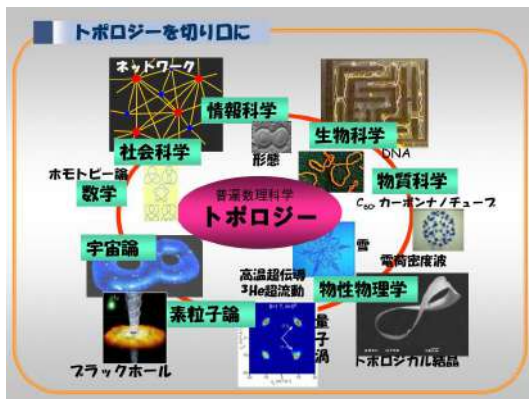 トポロジーを切り口に
ネットワーク
情報科学
生物科学
社会科学
形態
DNA
ホモトピー論
数学
物質科学
普遍数理科学
トポロジー
C60, カーボンナノチューブ
宇宙論
雪
電荷密度波
高温超伝導
³He超流動
物性物理学
素粒子論
量子渦
ブラックホール
トポロジカル結晶